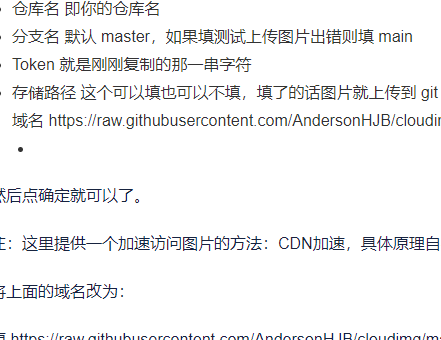 仓库名 即你的仓库名
分支名 默认 master，如果填测试上传图片出错则填 main
Token 就是刚刚复制的那一串字符
存储路径 这个可以填也可以不填，填了的话图片就上传到 git
域名 https://raw.githubusercontent.com/AndersonHJB/cloudim
然后点确定就可以了。
注：这里提供一个加速访问图片的方法：CDN加速，具体原理自
将上面的域名改为：
https://raw.githubusercontent.com/AndersonHJB/cloudimg/ma